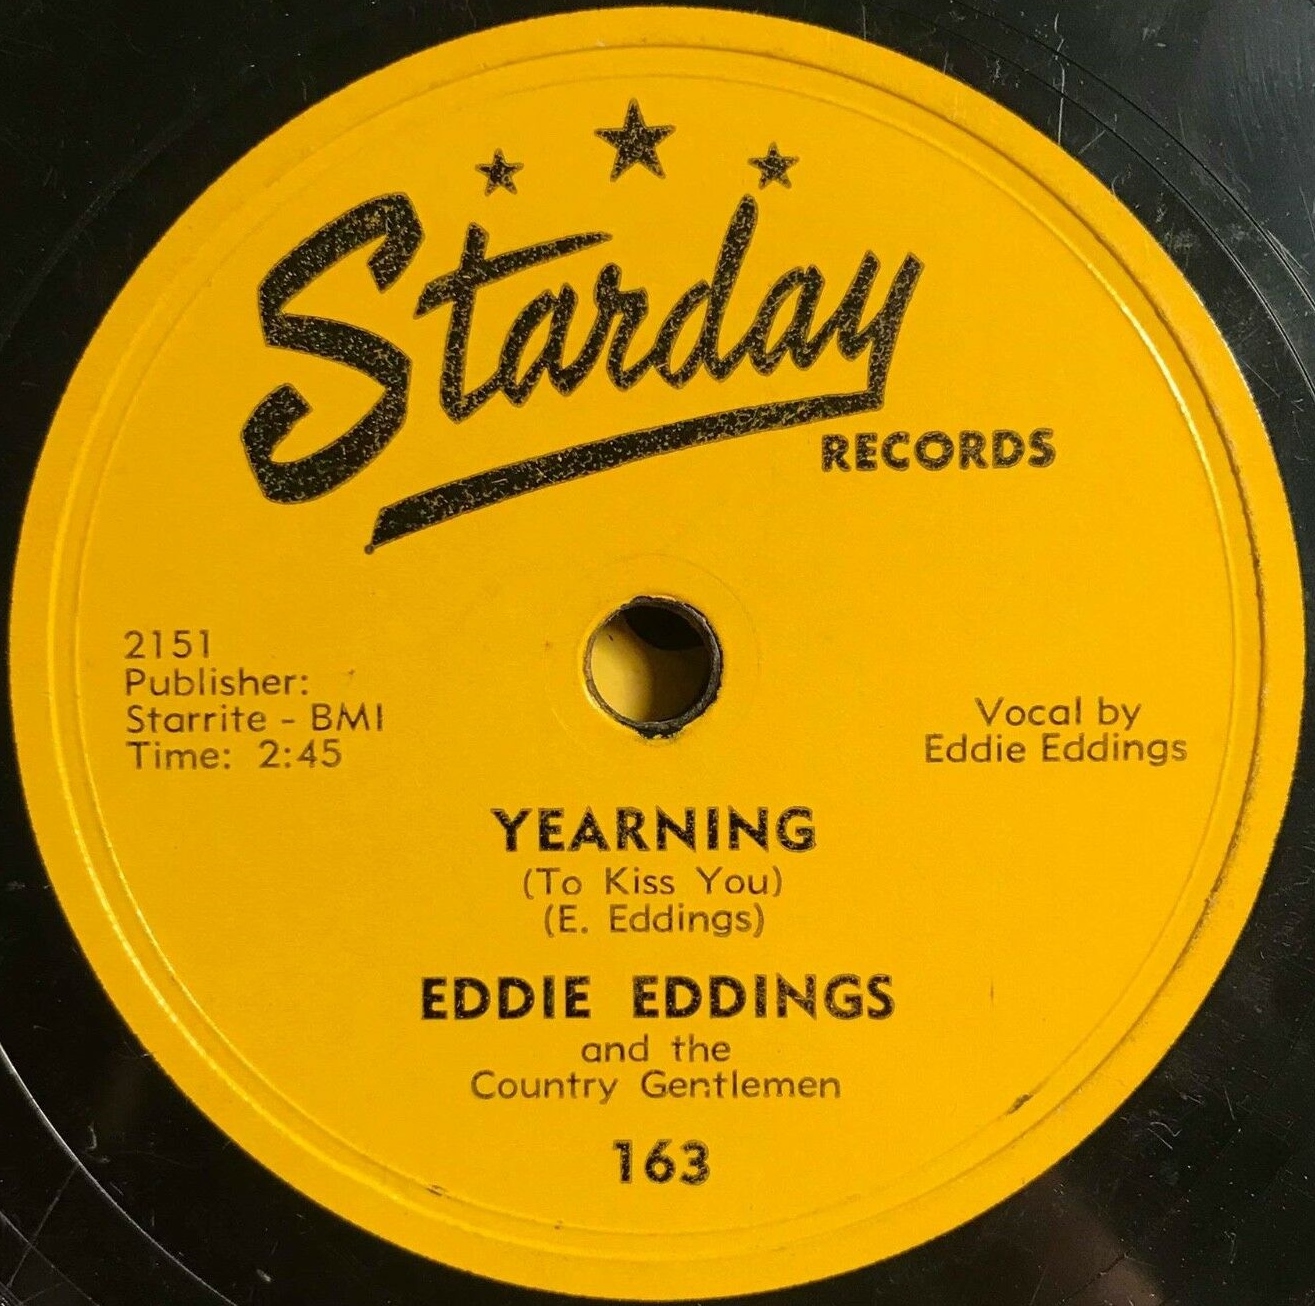 Starday
RECORDS
2151
Publisher:
Starrite - BMI
Time: 2:45
Vocal by
Eddie Eddings
YEARNING
(To Kiss You)
(E. Eddings)
EDDIE EDDINGS
and the
Country Gentlemen
163